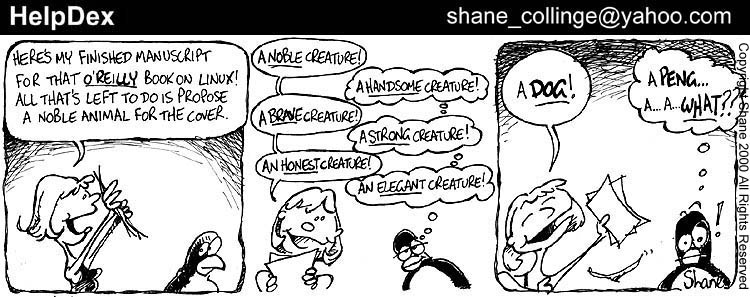 HelpDex
shane_collinge@yahoo.com
HERE'S MY FINISHED MANUSCRIPT
FOR THAT O'REILLY BOOK ON LINUX!
ALL THAT'S LEFT TO DO IS PROPOSE
A NOBLE ANIMAL FOR THE COVER.
A NOBLE CREATURE!
A HANDSOME CREATURE!
A BRAVE CREATURE!
A STRONG CREATURE!
AN HONEST CREATURE!
AN ELEGANT CREATURE!
A DOG!
A PENG...
A... A... WHAT??
!
Shane
Copyright Shane 2000 All Rights Reserved